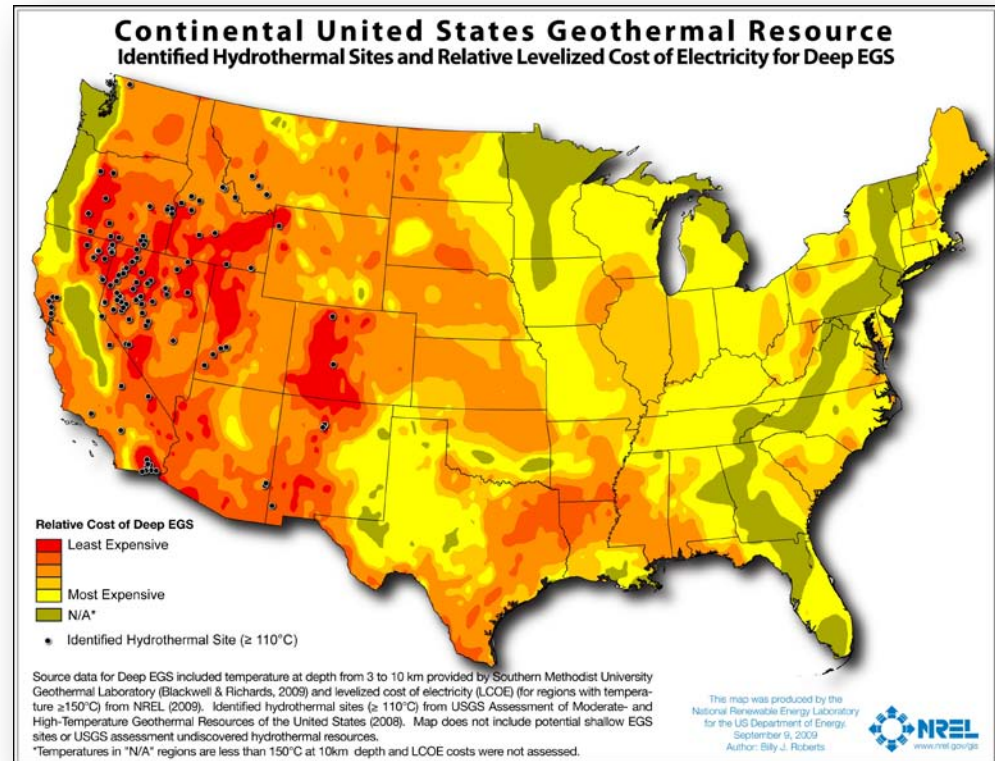 Continental United States Geothermal Resource
Identified Hydrothermal Sites and Relative Levelized Cost of Electricity for Deep EGS
Relative Cost of Deep EGS
Least Expensive
Most Expensive
N/A*
Identified Hydrothermal Site (≥ 110°C)
Source data for Deep EGS included temperature at depth from 3 to 10 km provided by Southern Methodist University
Geothermal Laboratory (Blackwell & Richards, 2009) and levelized cost of electricity (LCOE) (for regions with tempera-
ture ≥150°C) from NREL (2009). Identified hydrothermal sites (≥ 110°C) from USGS Assessment of Moderate- and
High-Temperature Geothermal Resources of the United States (2008). Map does not include potential shallow EGS
sites or USGS assessment undiscovered hydrothermal resources.
*Temperatures in "N/A" regions are less than 150°C at 10km depth and LCOE costs were not assessed.
This map was produced by the
National Renewable Energy Laboratory
for the US Department of Energy.
September 9, 2009
Author: Billy J. Roberts
NREL
www.nrel.gov/gis